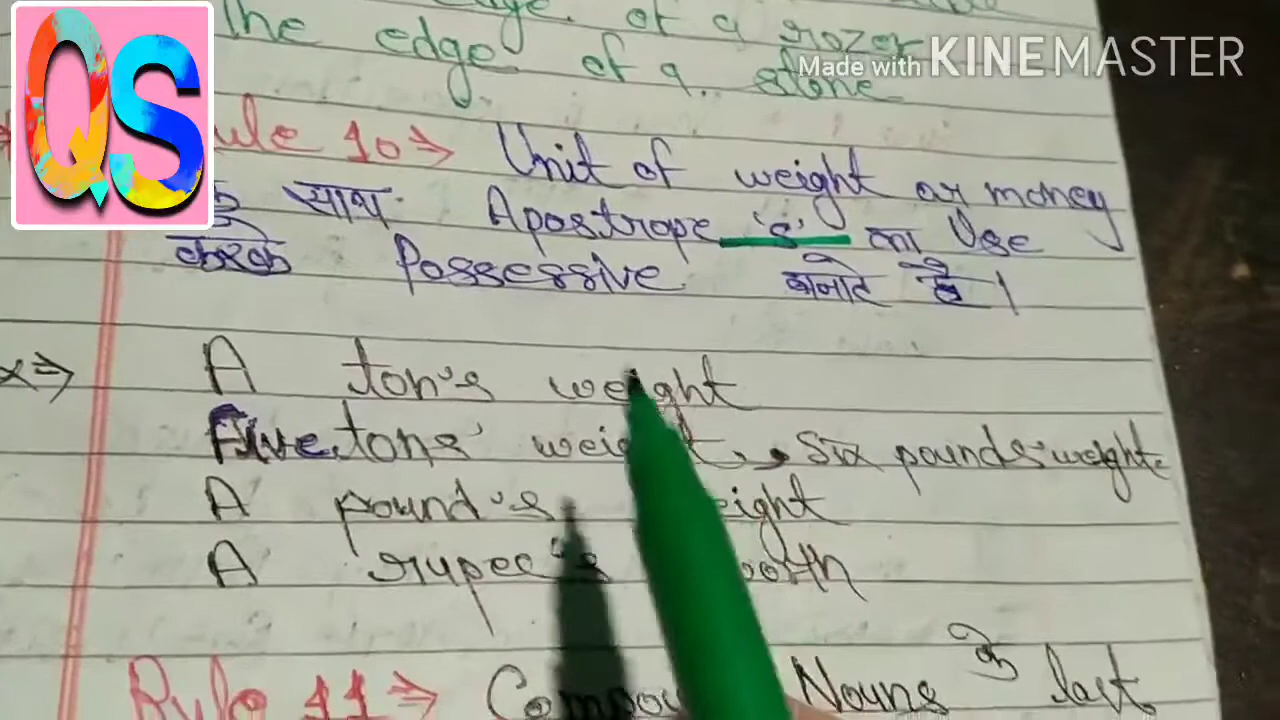 edge of a rozer
the edge of a stone
Made with KINEMASTER
QS
Rule 10 ⇒ Unit of weight or money
के साथ Apostrope 's' का Use
करके Possessive बनाते है।
Ex ⇒ A ton's weight
Five tons' weight, Six pounds' weight
A pound's weight
A rupee's worth
Rule 11 ⇒ Compound Nouns के last